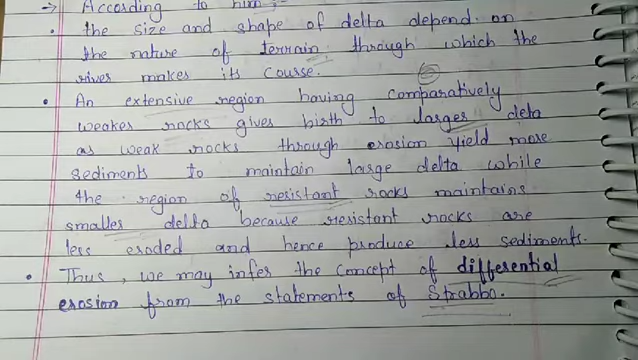 → According to him :-
• the size and shape of delta depend on
the nature of terrain through which the
river makes its course.
• An extensive region having comparatively
weaker rocks gives birth to larger delta
as weak rocks through erosion yield more
sediments to maintain large delta while
the region of resistant rocks maintains
smaller delta because resistant rocks are
less eroded and hence produce less sediments.
• Thus, we may infer the concept of differential
erosion from the statements of Strabbo.